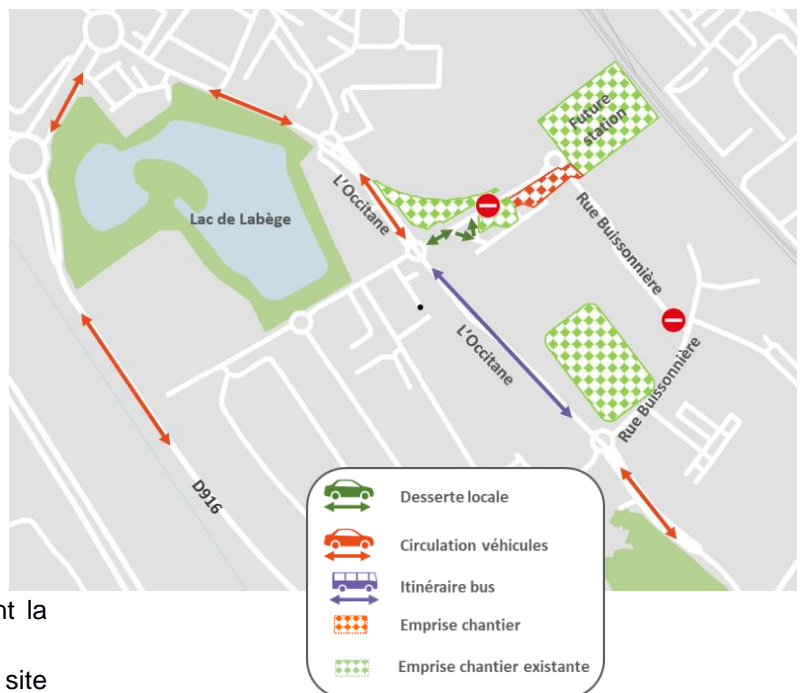 Future
station
L'Occitane
Lac de Labège
Rue Buissonnière
L'Occitane
Rue Buissonnière
D916
Desserte locale
Circulation véhicules
Itinéraire bus
Emprise chantier
Emprise chantier existante
nt la
site